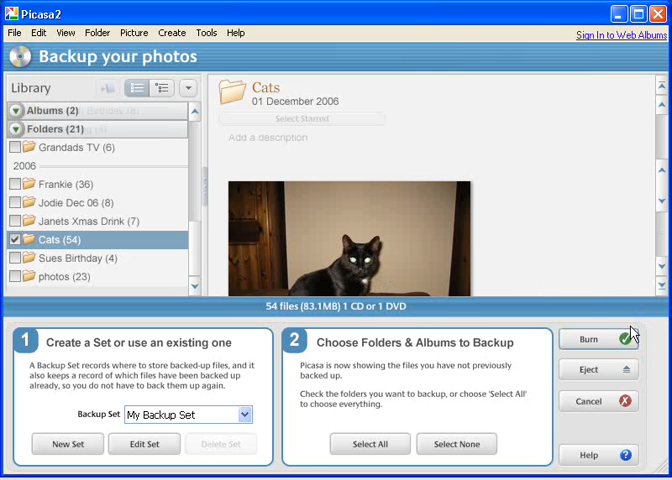 Picasa2
File Edit View Folder Picture Create Tools Help
Sign In to Web Albums
Backup your photos
Library
Albums (2)
Folders (21)
Grandads TV (6)
2006
Frankie (36)
Jodie Dec 06 (8)
Janets Xmas Drink (7)
Cats (54)
Sues Birthday (4)
photos (23)
Cats
01 December 2006
Select Starred
Add a description
54 files (83.1MB) 1 CD or 1 DVD
1 Create a Set or use an existing one
A Backup Set records where to store backed-up files, and it
also keeps a record of which files have been backed up
already, so you do not have to back them up again.
Backup Set My Backup Set
New Set Edit Set Delete Set
2 Choose Folders & Albums to Backup
Picasa is now showing the files you have not previously
backed up.
Check the folders you want to backup, or choose 'Select All'
to choose everything.
Select All Select None
Burn
Eject
Cancel
Help ?